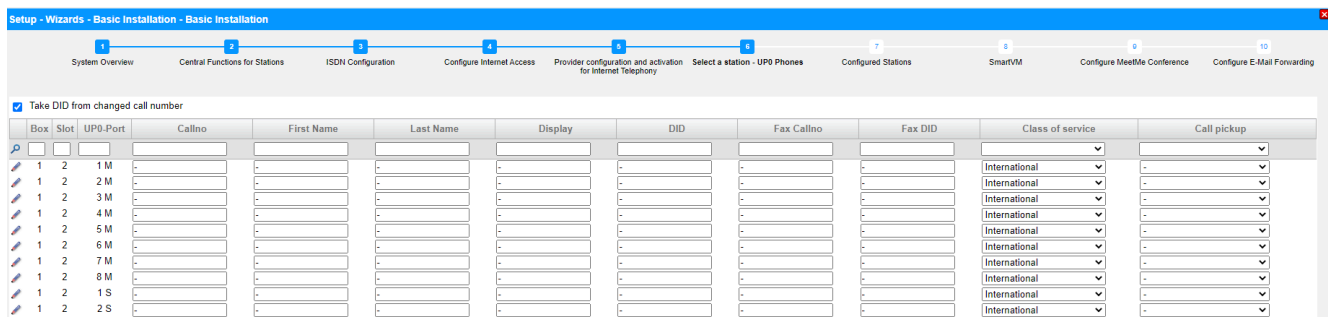 Setup - Wizards - Basic Installation - Basic Installation
1 2 3 4 5 6 7 8 9 10
System Overview Central Functions for Stations ISDN Configuration Configure Internet Access Provider configuration and activation Select a station - UP0 Phones Configured Stations SmartVM Configure MeetMe Conference Configure E-Mail Forwarding
for Internet Telephony
Take DID from changed call number
Box Slot UP0-Port Callno First Name Last Name Display DID Fax Callno Fax DID Class of service Call pickup
1 2 1 M - - - - - - - International -
1 2 2 M - - - - - - - International -
1 2 3 M - - - - - - - International -
1 2 4 M - - - - - - - International -
1 2 5 M - - - - - - - International -
1 2 6 M - - - - - - - International -
1 2 7 M - - - - - - - International -
1 2 8 M - - - - - - - International -
1 2 1 S - - - - - - - International -
1 2 2 S - - - - - - - International -